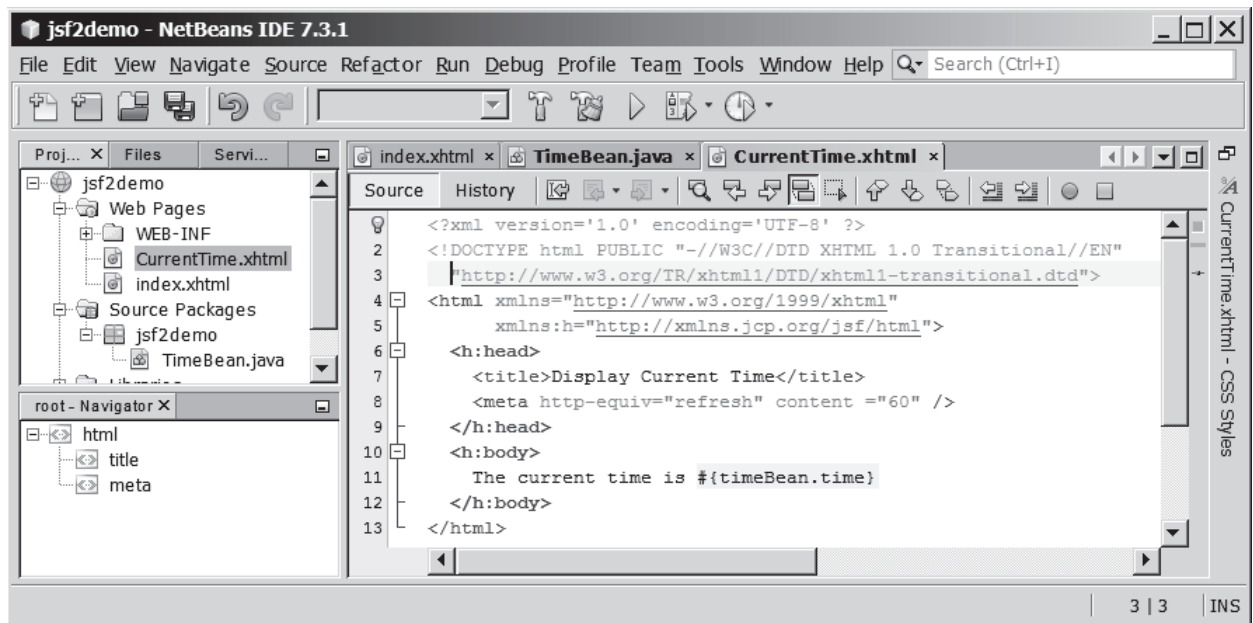 jsf2demo - NetBeans IDE 7.3.1
File Edit View Navigate Source Refactor Run Debug Profile Team Tools Window Help Search (Ctrl+I)
Proj... Files Servi...
jsf2demo
Web Pages
WEB-INF
CurrentTime.xhtml
index.xhtml
Source Packages
jsf2demo
TimeBean.java
root - Navigator
html
title
meta
index.xhtml TimeBean.java CurrentTime.xhtml
Source History
<?xml version='1.0' encoding='UTF-8' ?>
2 <!DOCTYPE html PUBLIC "-//W3C//DTD XHTML 1.0 Transitional//EN"
3 "http://www.w3.org/TR/xhtml1/DTD/xhtml1-transitional.dtd">
4 <html xmlns="http://www.w3.org/1999/xhtml"
5 xmlns:h="http://xmlns.jcp.org/jsf/html">
6 <h:head>
7 <title>Display Current Time</title>
8 <meta http-equiv="refresh" content ="60" />
9 </h:head>
10 <h:body>
11 The current time is #{timeBean.time}
12 </h:body>
13 </html>
CurrentTime.xhtml - CSS Styles
3 | 3 INS